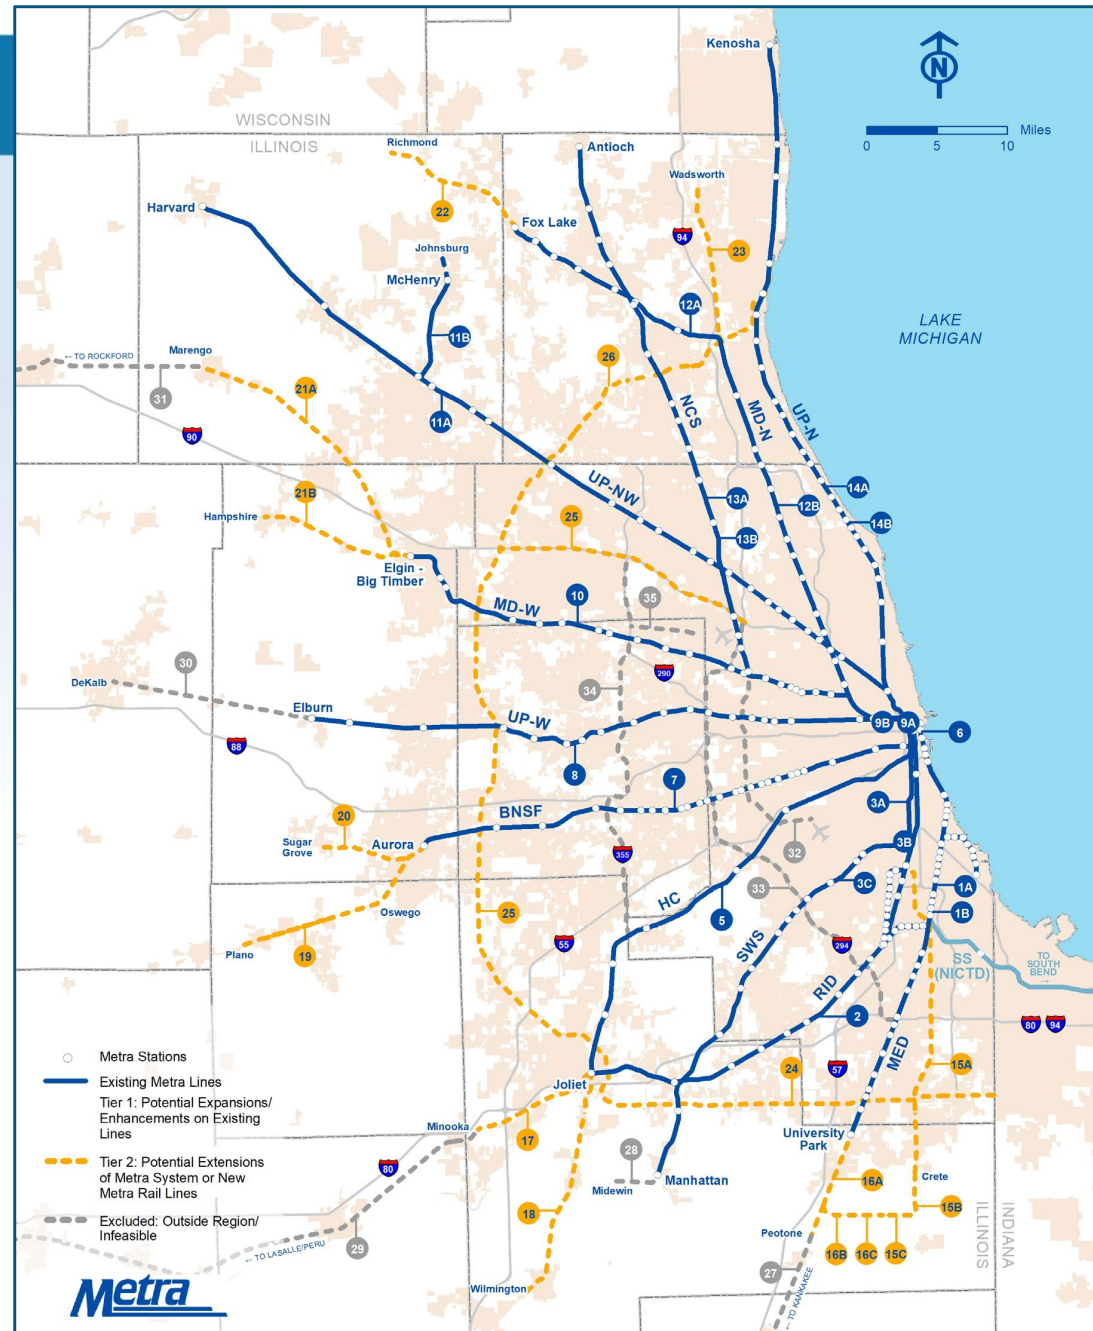 Kenosha
N
Miles
0 5 10
WISCONSIN
ILLINOIS
Richmond
Antioch
Wadsworth
Harvard
22
Fox Lake
94
23
Johnsburg
McHenry
12A
LAKE
MICHIGAN
11B
← TO ROCKFORD
Marengo
26
31
21A
11A
90
NCS
MD-N
UP-N
UP-NW
14A
21B
13A
12B
Hampshire
25
14B
13B
Elgin -
Big Timber
MD-W
10
35
30
290
DeKalb
34
Elburn
UP-W
9B
9A
6
88
8
7
3A
BNSF
20
Sugar
Grove
Aurora
355
32
3B
33
3C
1A
HC
Oswego
25
5
1B
55
294
SS
(NICTD)
TO
SOUTH
BEND
→
Plano
19
SWS
RID
2
80
94
MED
57
15A
Metra Stations
Existing Metra Lines
Tier 1: Potential Expansions/
Enhancements on Existing
Lines
Joliet
24
Minooka
17
University
Park
Tier 2: Potential Extensions
of Metra System or New
Metra Rail Lines
80
28
Midewin
Manhattan
16A
Crete
15B
ILLINOIS
INDIANA
Excluded: Outside Region/
Infeasible
18
Peotone
29
← TO LASALLE/PERU
16B
16C
15C
27
← TO KANKAKEE
Wilmington
Metra